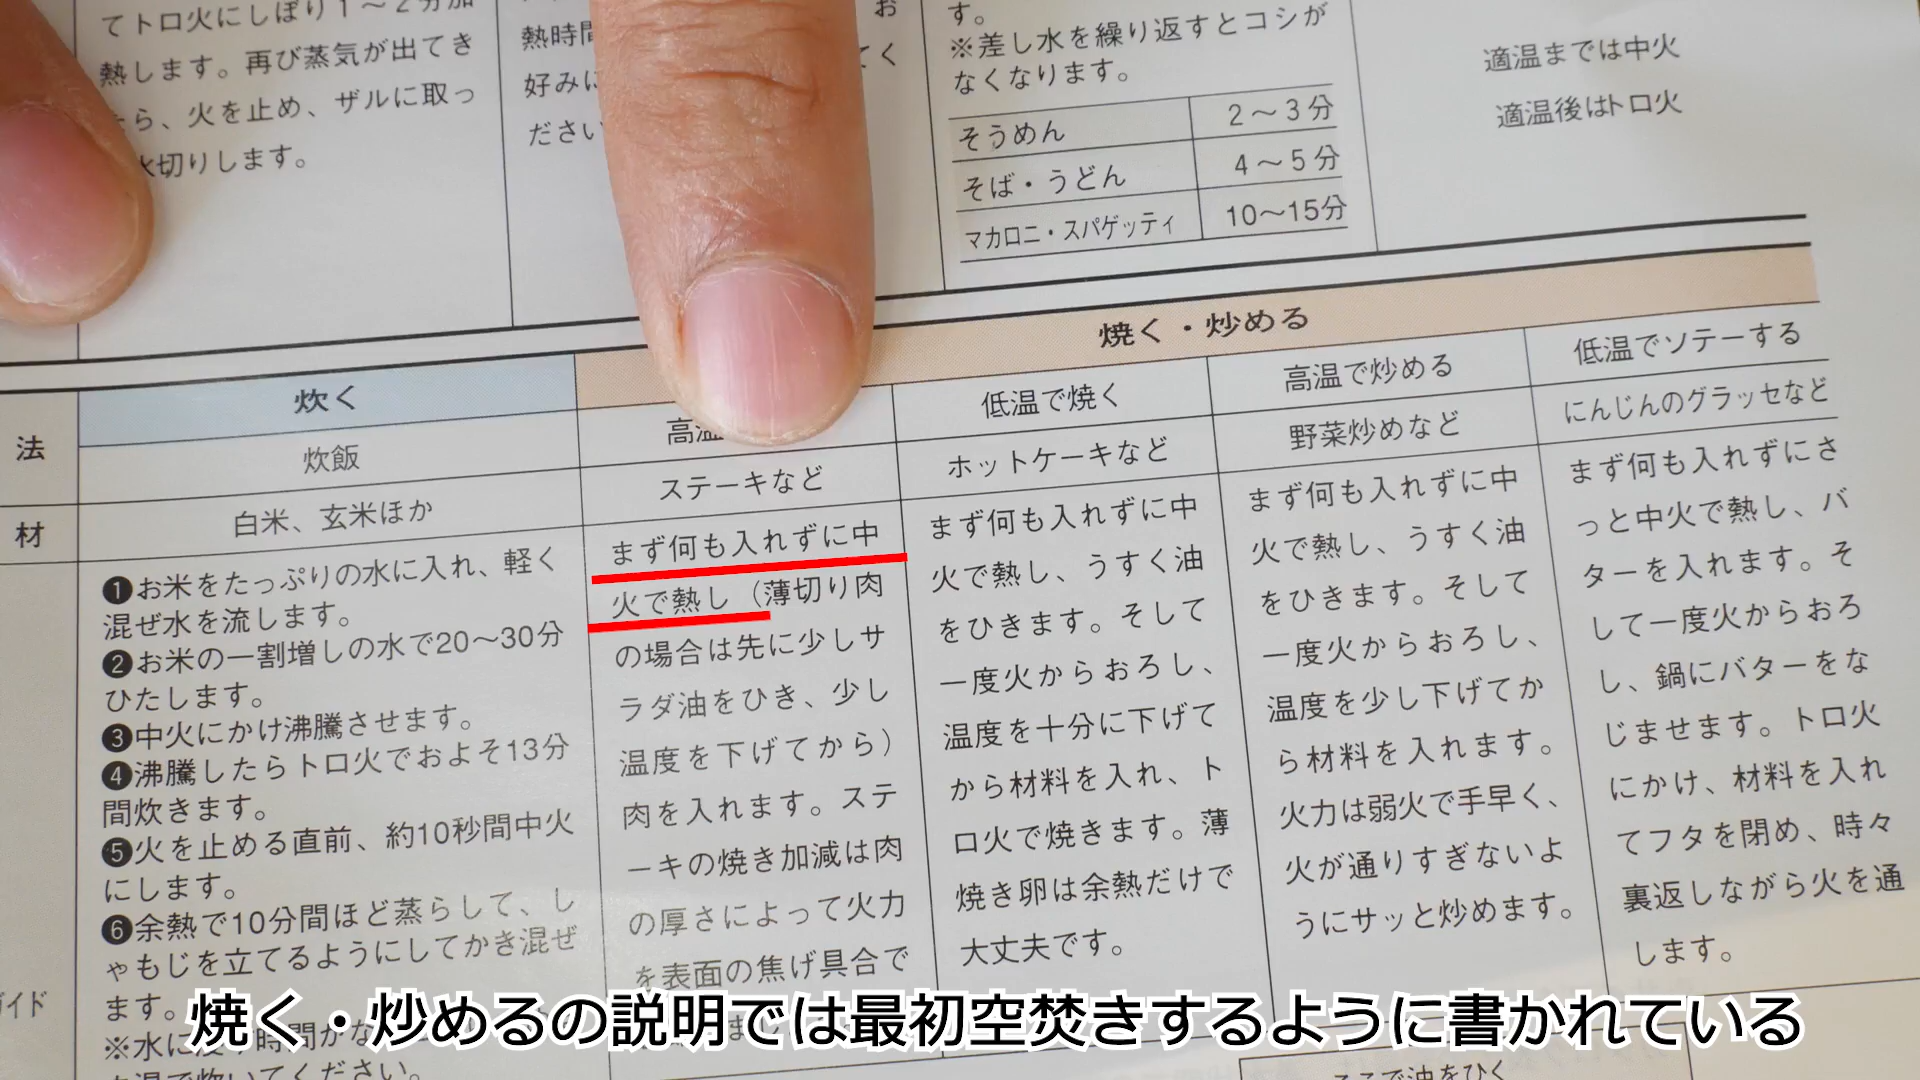 てトロ火にしぼり1～2分加
熱します。再び蒸気が出てき
ら、火を止め、ザルに取っ
水切りします。
熱時間
好みに
ださい
お
てく
す。
※差し水を繰り返すとコシが
なくなります。
そうめん 2～3分
そば・うどん 4～5分
マカロニ・スパゲッティ 10～15分
適温までは中火
適温後はトロ火
法
材
ガイド
炊く
炊飯
白米、玄米ほか
❶お米をたっぷりの水に入れ、軽く
混ぜ水を流します。
❷お米の一割増しの水で20～30分
ひたします。
❸中火にかけ沸騰させます。
❹沸騰したらトロ火でおよそ13分
間炊きます。
❺火を止める直前、約10秒間中火
にします。
❻余熱で10分間ほど蒸らして、し
ゃもじを立てるようにしてかき混ぜ
ます。
焼く・炒める
高温
ステーキなど
まず何も入れずに中
火で熱し（薄切り肉
の場合は先に少しサ
ラダ油をひき、少し
温度を下げてから）
肉を入れます。ステ
ーキの焼き加減は肉
の厚さによって火力
を表面の焦げ具合で
低温で焼く
ホットケーキなど
まず何も入れずに中
火で熱し、うすく油
をひきます。そして
一度火からおろし、
温度を十分に下げて
から材料を入れ、ト
ロ火で焼きます。薄
焼き卵は余熱だけで
大丈夫です。
高温で炒める
野菜炒めなど
まず何も入れずに中
火で熱し、うすく油
をひきます。そして
一度火からおろし、
温度を少し下げてか
ら材料を入れます。
火力は弱火で手早く、
火が通りすぎないよ
うにサッと炒めます。
低温でソテーする
にんじんのグラッセなど
まず何も入れずにさ
っと中火で熱し、バ
ターを入れます。そ
して一度火からおろ
し、鍋にバターをな
じませます。トロ火
にかけ、材料を入れ
てフタを閉め、時々
裏返しながら火を通
します。
焼く・炒めるの説明では最初空焚きするように書かれている